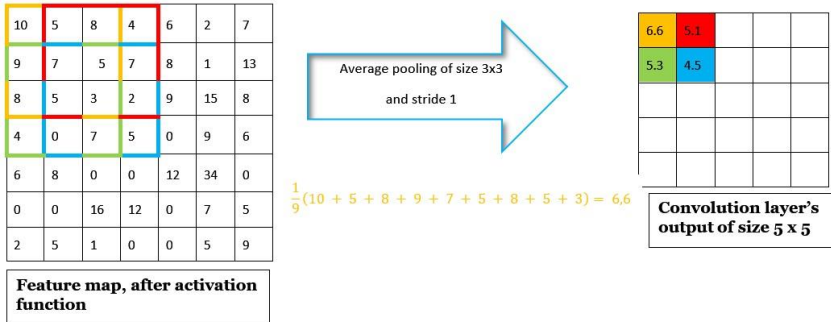 10 5 8 4 6 2 7
9 7 5 7 8 1 13
8 5 3 2 9 15 8
4 0 7 5 0 9 6
6 8 0 0 12 34 0
0 0 16 12 0 7 5
2 5 1 0 0 5 9
Feature map, after activation
function
Average pooling of size 3x3
and stride 1
1/9 (10 + 5 + 8 + 9 + 7 + 5 + 8 + 5 + 3) = 6,6
6.6 5.1
5.3 4.5
Convolution layer's
output of size 5 x 5